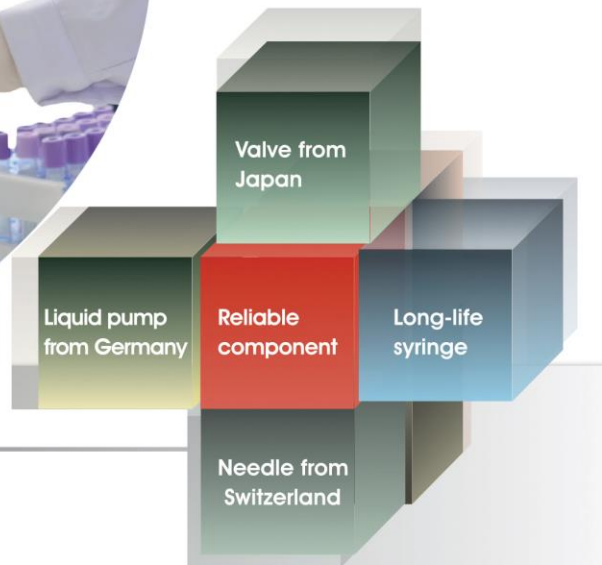 Valve from
Japan
Liquid pump
from Germany
Reliable
component
Long-life
syringe
Needle from
Switzerland